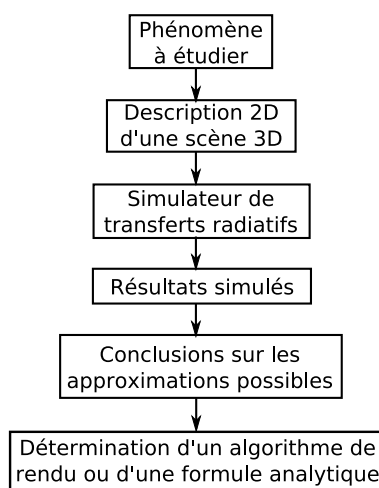 Phénomène
à étudier
Description 2D
d'une scène 3D
Simulateur de
transferts radiatifs
Résultats simulés
Conclusions sur les
approximations possibles
Détermination d'un algorithme de
rendu ou d'une formule analytique